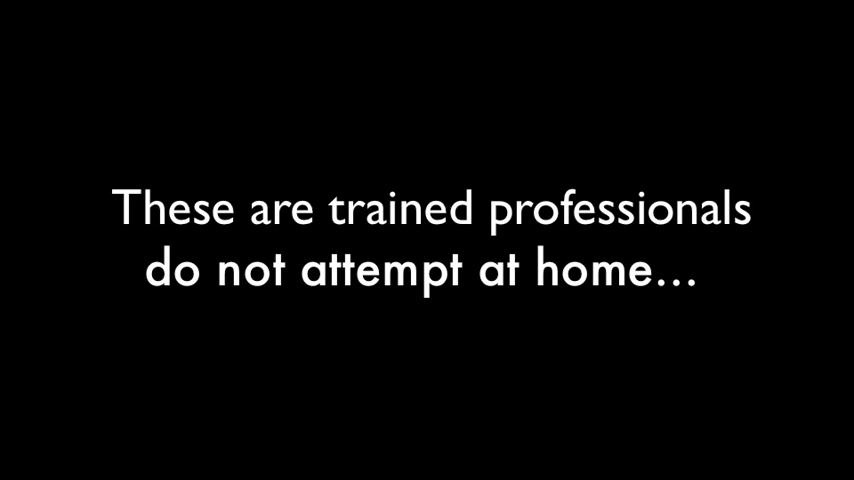 These are trained professionals
do not attempt at home...